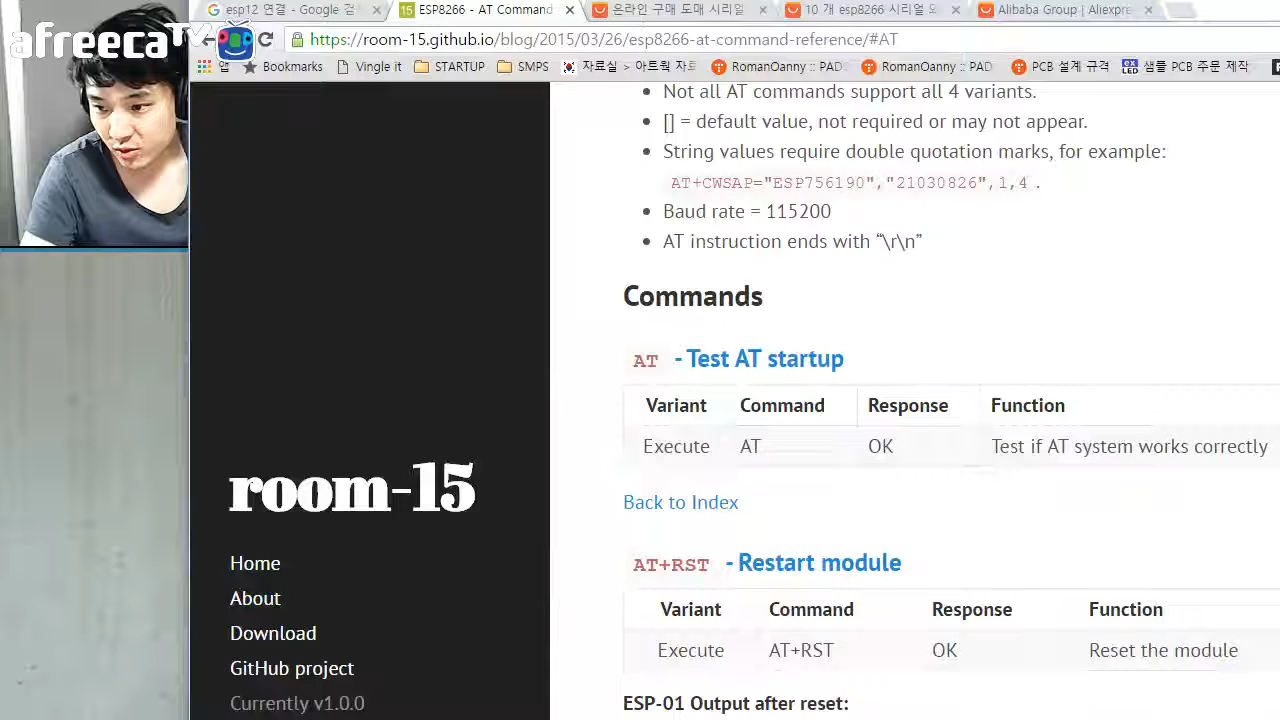 esp12 연결 - Google 검
15 ESP8266 - AT Command
온라인 구매 도매 시리얼
10 개 esp8266 시리얼 와
Alibaba Group | Aliexpre
afreecaTV
https://room-15.github.io/blog/2015/03/26/esp8266-at-command-reference/#AT
앱
Bookmarks
Vingle it
STARTUP
SMPS
자료실 > 아트웍 자료
RomanOanny :: PAD
RomanOanny :: PAD
PCB 설계 규격
EX LED
샘플 PCB 주문 제작
Not all AT commands support all 4 variants.
[] = default value, not required or may not appear.
String values require double quotation marks, for example:
AT+CWSAP="ESP756190","21030826",1,4 .
Baud rate = 115200
AT instruction ends with “\r\n”
Commands
AT - Test AT startup
Variant Command Response Function
Execute AT OK Test if AT system works correctly
Back to Index
AT+RST - Restart module
Variant Command Response Function
Execute AT+RST OK Reset the module
ESP-01 Output after reset:
room-15
Home
About
Download
GitHub project
Currently v1.0.0